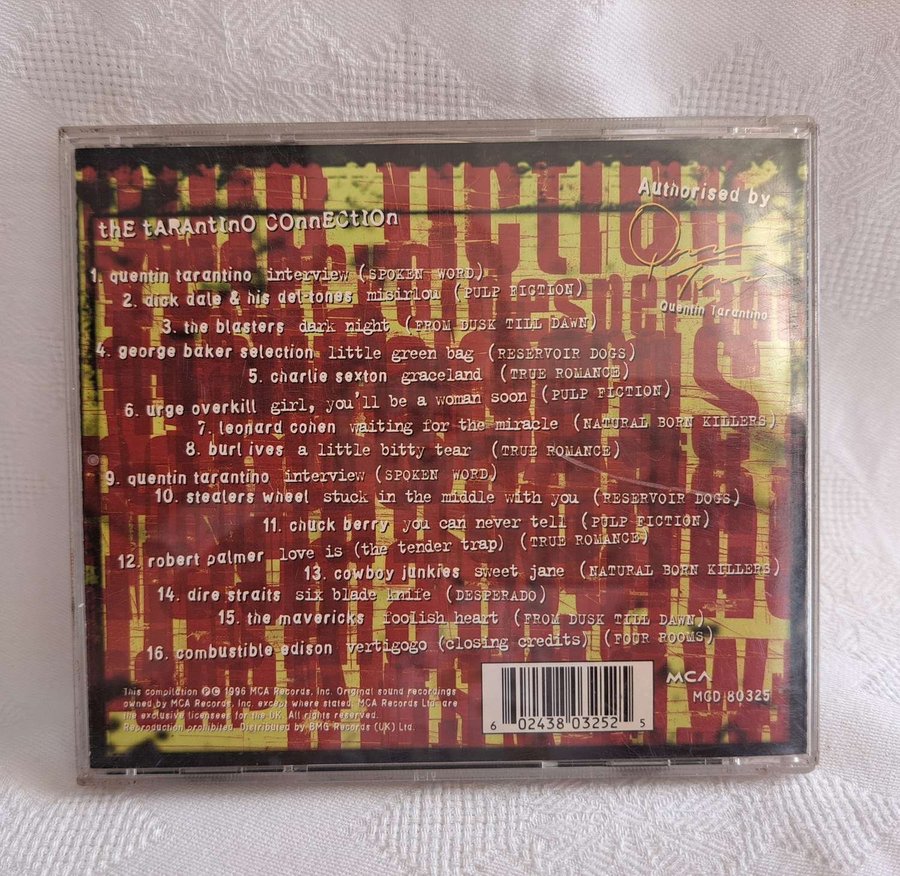 Authorised by
Quentin Tarantino
thE tARAntInO COnnECtIOn
1. quentin tarantino interview (SPOKEN WORD)
2. dick dale & his del-tones misirlou (PULP FICTION)
3. the blasters dark night (FROM DUSK TILL DAWN)
4. george baker selection little green bag (RESERVOIR DOGS)
5. charlie sexton graceland (TRUE ROMANCE)
6. urge overkill girl, you'll be a woman soon (PULP FICTION)
7. leonard cohen waiting for the miracle (NATURAL BORN KILLERS)
8. burl ives a little bitty tear (TRUE ROMANCE)
9. quentin tarantino interview (SPOKEN WORD)
10. stealers wheel stuck in the middle with you (RESERVOIR DOGS)
11. chuck berry you can never tell (PULP FICTION)
12. robert palmer love is (the tender trap) (TRUE ROMANCE)
13. cowboy junkies sweet jane (NATURAL BORN KILLERS)
14. dire straits six blade knife (DESPERADO)
15. the mavericks foolish heart (FROM DUSK TILL DAWN)
16. combustible edison vertigogo (closing credits) (FOUR ROOMS)
This compilation ℗© 1996 MCA Records, Inc. Original sound recordings
owned by MCA Records, Inc. except where stated. MCA Records Ltd. are
the exclusive licensees for the UK. All rights reserved.
Reproduction prohibited. Distributed by BMG Records (UK) Ltd.
6 02438 03252 5
MCA
MCD 80325